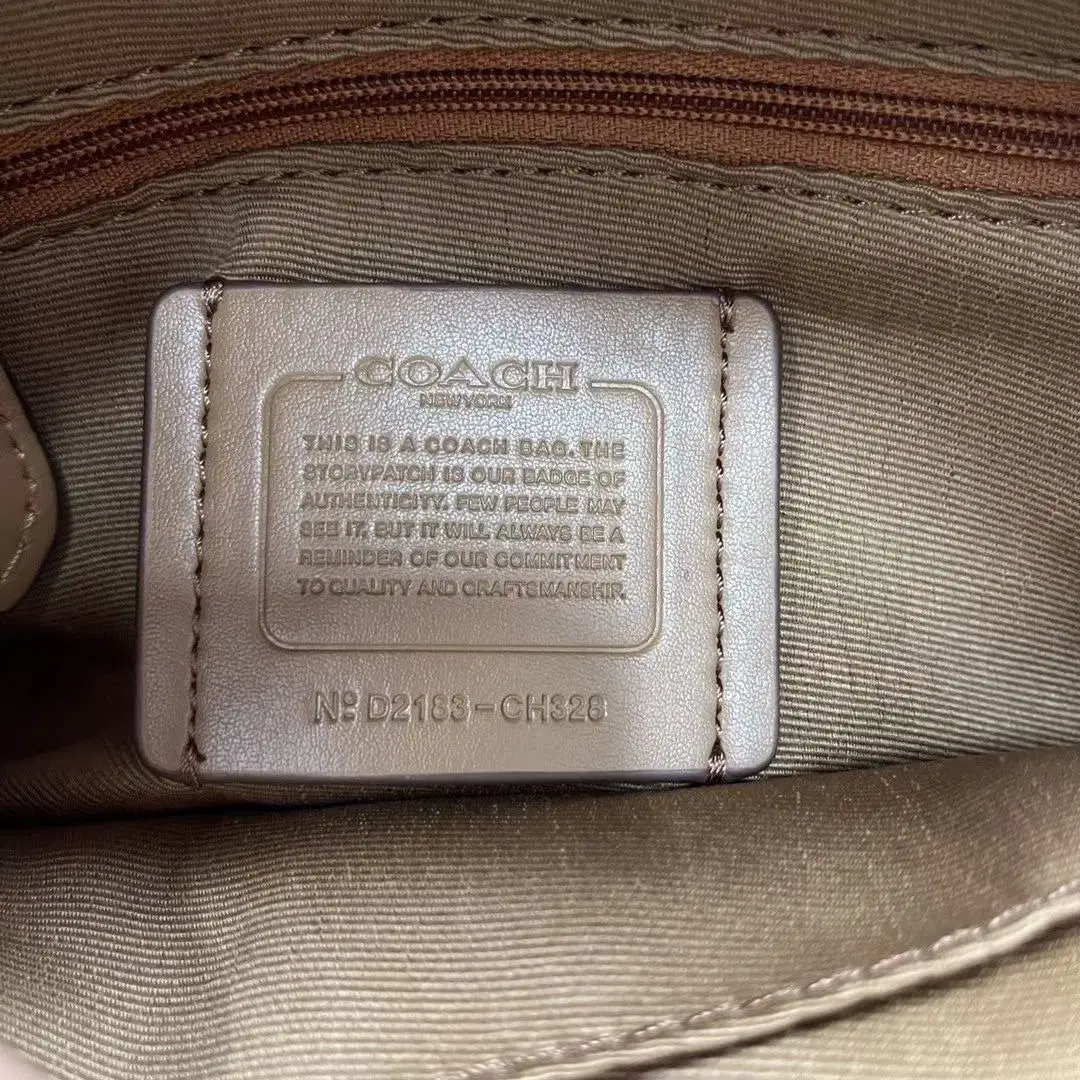 COACH
NEW YORK
THIS IS A COACH BAG. THE
STORYPATCH IS OUR BADGE OF
AUTHENTICITY. FEW PEOPLE MAY
SEE IT. BUT IT WILL ALWAYS BE A
REMINDER OF OUR COMMITMENT
TO QUALITY AND CRAFTSMANSHIP.
Nº D2183-CH328